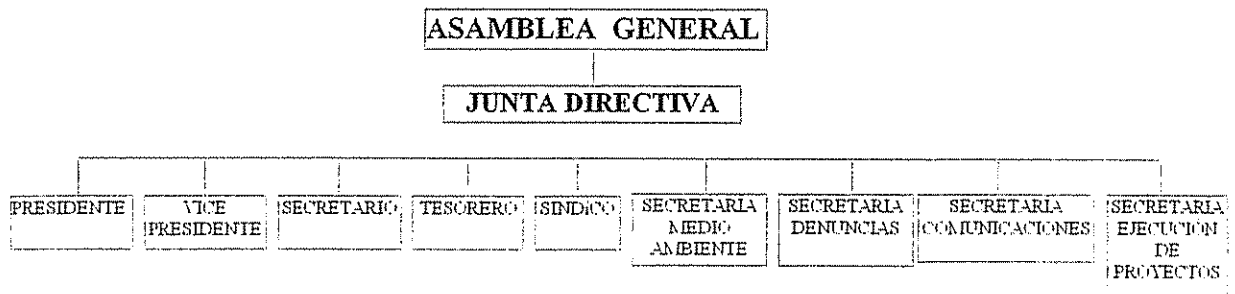 ASAMBLEA GENERAL
JUNTA DIRECTIVA
PRESIDENTE
VICE
PRESIDENTE
SECRETARIO
TESORERO
SINDICO
SECRETARIA
MEDIO
AMBIENTE
SECRETARIA
DENUNCIAS
SECRETARIA
COMUNICACIONES
SECRETARIA
EJECUCIÓN
DE
PROYECTOS